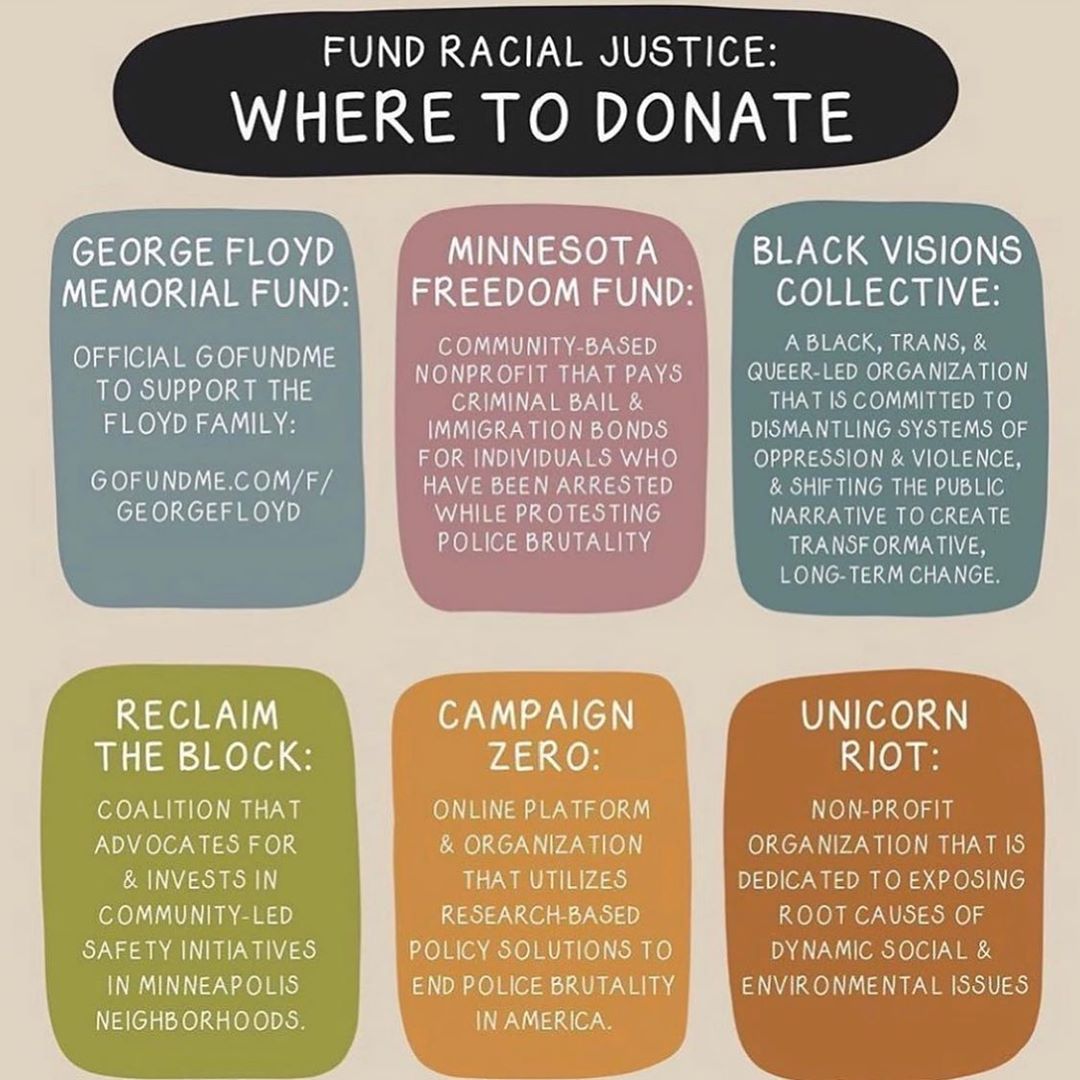 FUND RACIAL JUSTICE:
WHERE TO DONATE
GEORGE FLOYD
MEMORIAL FUND:
OFFICIAL GOFUNDME
TO SUPPORT THE
FLOYD FAMILY:
GOFUNDME.COM/F/
GEORGEFLOYD
MINNESOTA
FREEDOM FUND:
COMMUNITY-BASED
NONPROFIT THAT PAYS
CRIMINAL BAIL &
IMMIGRATION BONDS
FOR INDIVIDUALS WHO
HAVE BEEN ARRESTED
WHILE PROTESTING
POLICE BRUTALITY
BLACK VISIONS
COLLECTIVE:
A BLACK, TRANS, &
QUEER-LED ORGANIZATION
THAT IS COMMITTED TO
DISMANTLING SYSTEMS OF
OPPRESSION & VIOLENCE,
& SHIFTING THE PUBLIC
NARRATIVE TO CREATE
TRANSFORMATIVE,
LONG-TERM CHANGE.
RECLAIM
THE BLOCK:
COALITION THAT
ADVOCATES FOR
& INVESTS IN
COMMUNITY-LED
SAFETY INITIATIVES
IN MINNEAPOLIS
NEIGHBORHOODS.
CAMPAIGN
ZERO:
ONLINE PLATFORM
& ORGANIZATION
THAT UTILIZES
RESEARCH-BASED
POLICY SOLUTIONS TO
END POLICE BRUTALITY
IN AMERICA.
UNICORN
RIOT:
NON-PROFIT
ORGANIZATION THAT IS
DEDICATED TO EXPOSING
ROOT CAUSES OF
DYNAMIC SOCIAL &
ENVIRONMENTAL ISSUES